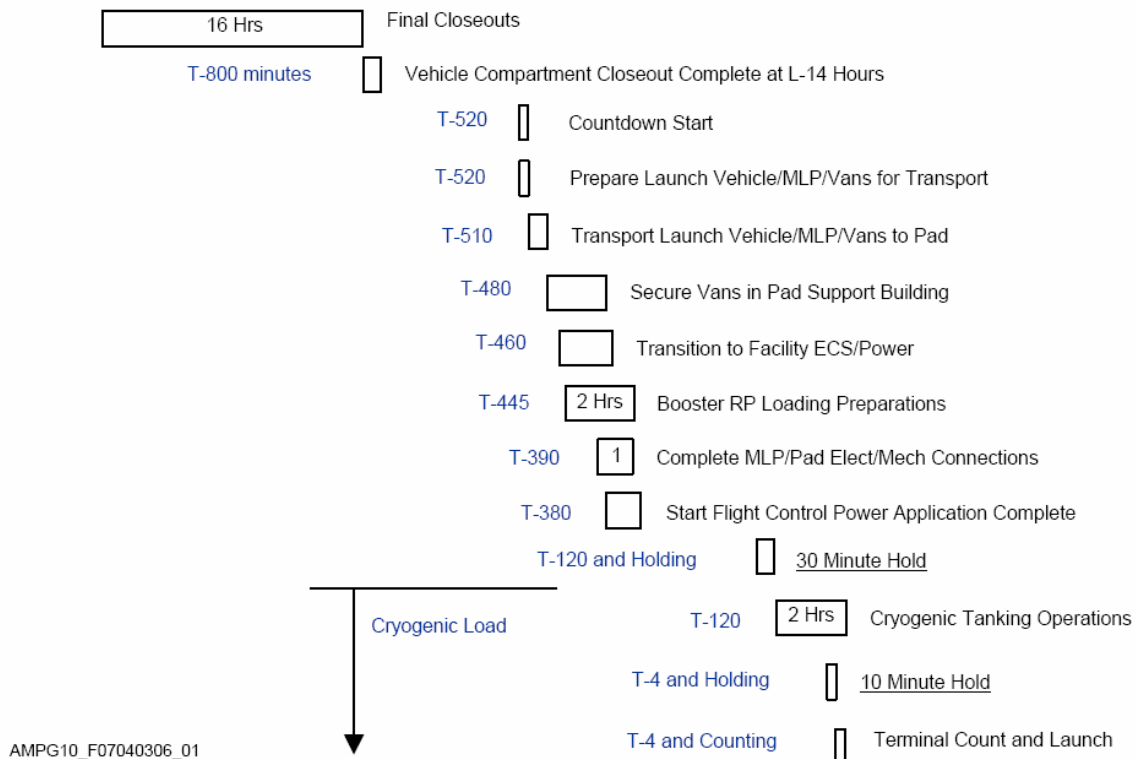 16 Hrs Final Closeouts
T-800 minutes Vehicle Compartment Closeout Complete at L-14 Hours
T-520 Countdown Start
T-520 Prepare Launch Vehicle/MLP/Vans for Transport
T-510 Transport Launch Vehicle/MLP/Vans to Pad
T-480 Secure Vans in Pad Support Building
T-460 Transition to Facility ECS/Power
T-445 2 Hrs Booster RP Loading Preparations
T-390 1 Complete MLP/Pad Elect/Mech Connections
T-380 Start Flight Control Power Application Complete
T-120 and Holding 30 Minute Hold
T-120 2 Hrs Cryogenic Tanking Operations
Cryogenic Load
T-4 and Holding 10 Minute Hold
T-4 and Counting Terminal Count and Launch
AMPG10_F07040306_01